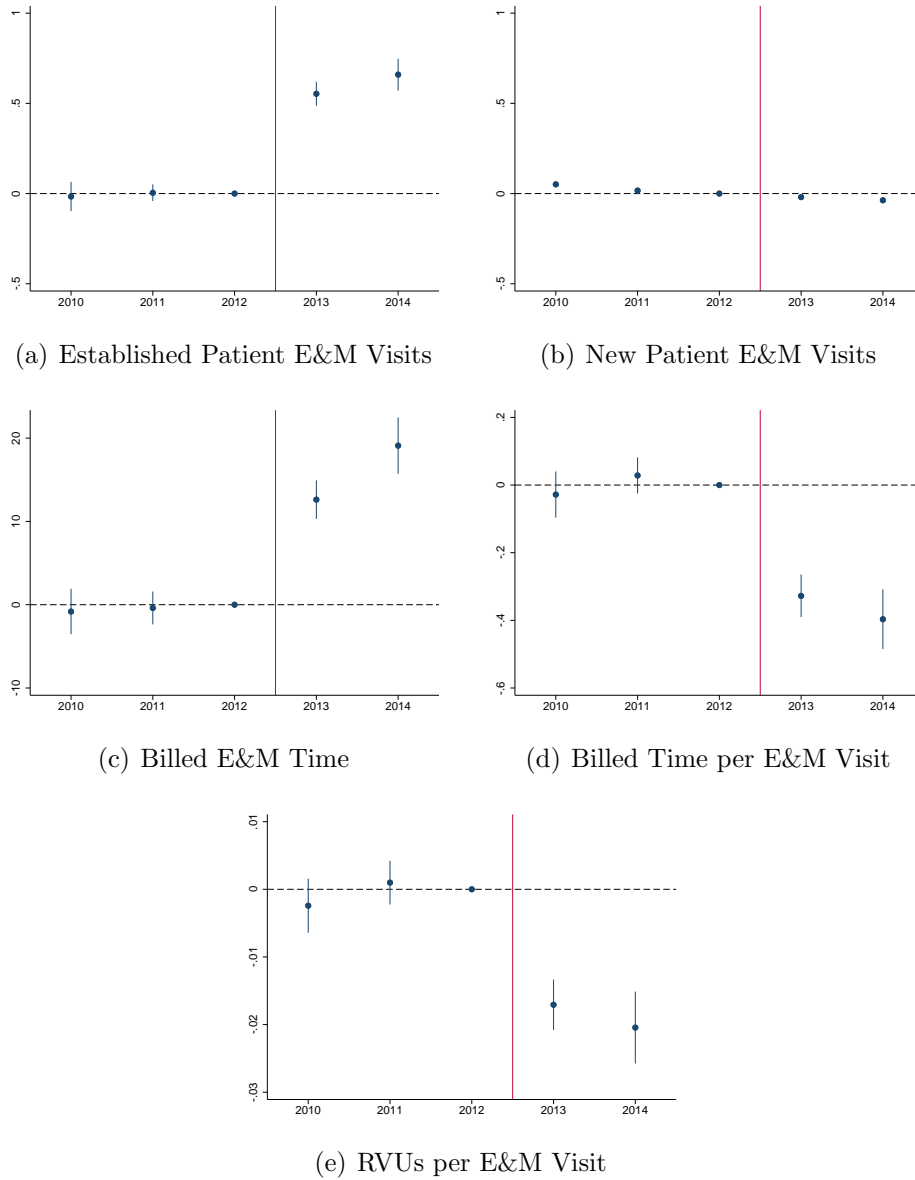 1
.5
0
-.5
2010 2011 2012 2013 2014
(a) Established Patient E&M Visits
1
.5
0
-.5
2010 2011 2012 2013 2014
(b) New Patient E&M Visits
20
10
0
-10
2010 2011 2012 2013 2014
(c) Billed E&M Time
.2
0
-.2
-.4
-.6
2010 2011 2012 2013 2014
(d) Billed Time per E&M Visit
.01
0
-.01
-.02
-.03
2010 2011 2012 2013 2014
(e) RVUs per E&M Visit